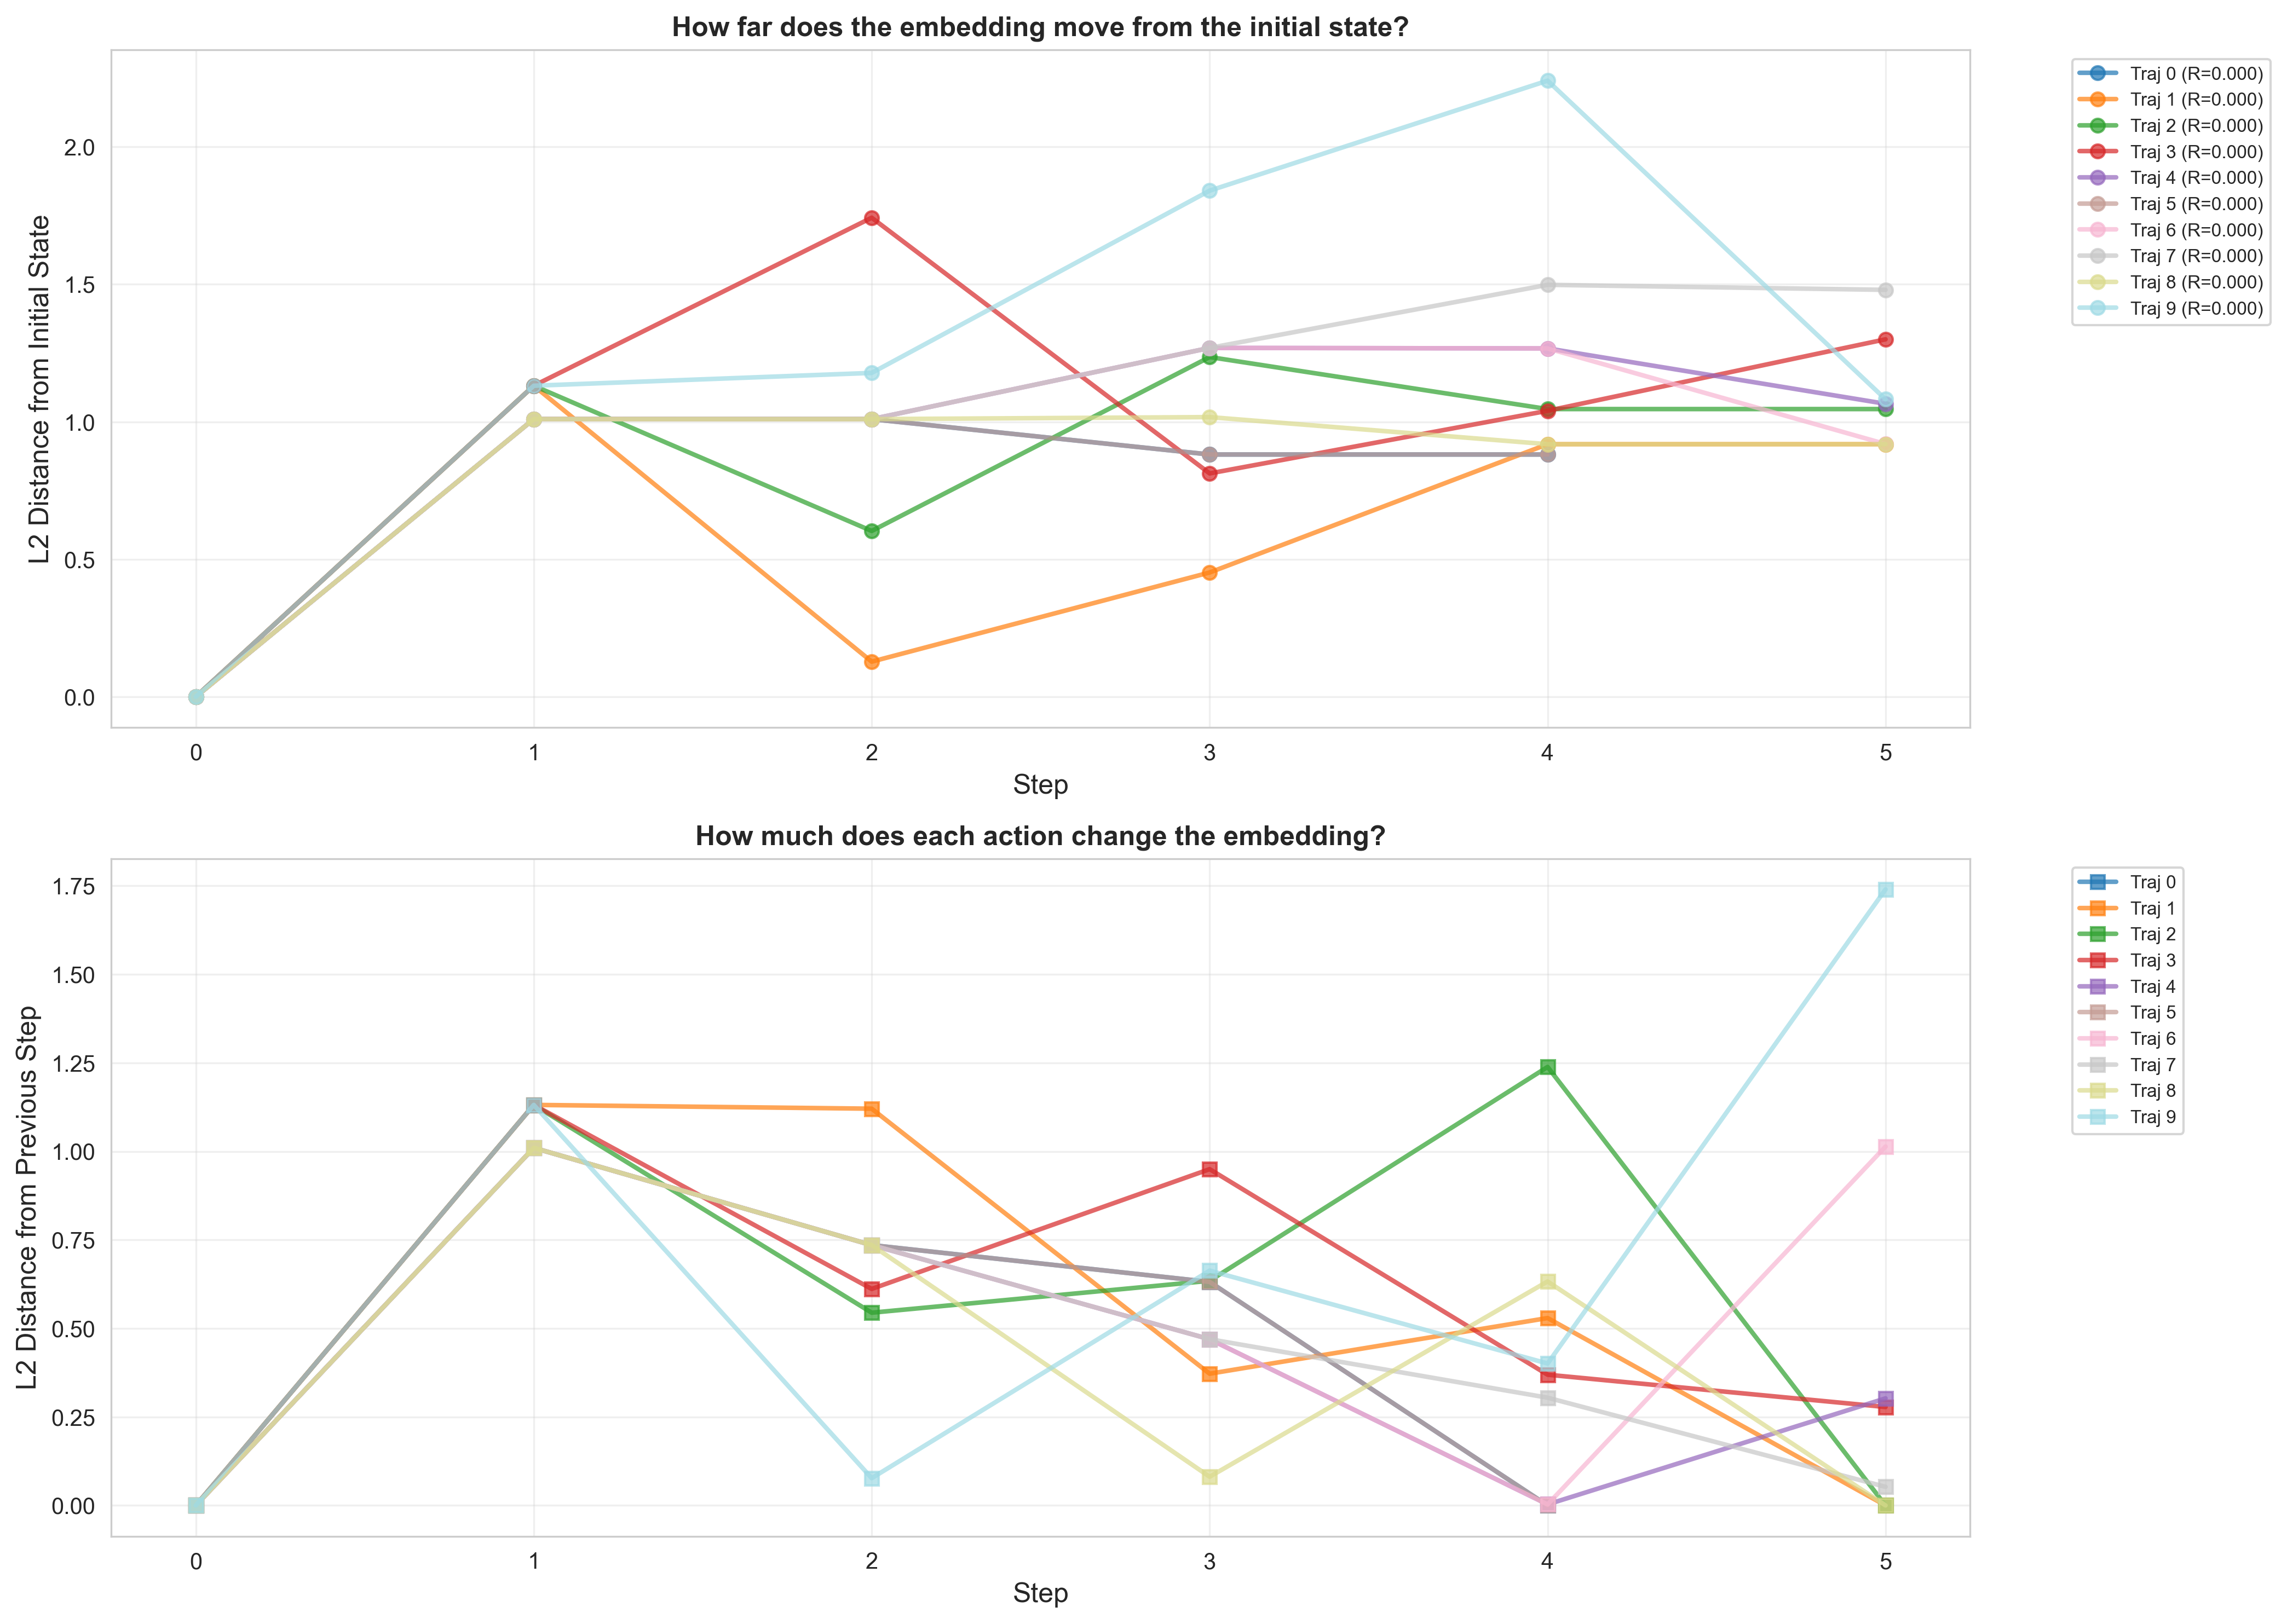 How far does the embedding move from the initial state?
L2 Distance from Initial State
2.0
1.5
1.0
0.5
0.0
0 1 2 3 4 5
Step
Traj 0 (R=0.000)
Traj 1 (R=0.000)
Traj 2 (R=0.000)
Traj 3 (R=0.000)
Traj 4 (R=0.000)
Traj 5 (R=0.000)
Traj 6 (R=0.000)
Traj 7 (R=0.000)
Traj 8 (R=0.000)
Traj 9 (R=0.000)
How much does each action change the embedding?
L2 Distance from Previous Step
1.75
1.50
1.25
1.00
0.75
0.50
0.25
0.00
0 1 2 3 4 5
Step
Traj 0
Traj 1
Traj 2
Traj 3
Traj 4
Traj 5
Traj 6
Traj 7
Traj 8
Traj 9